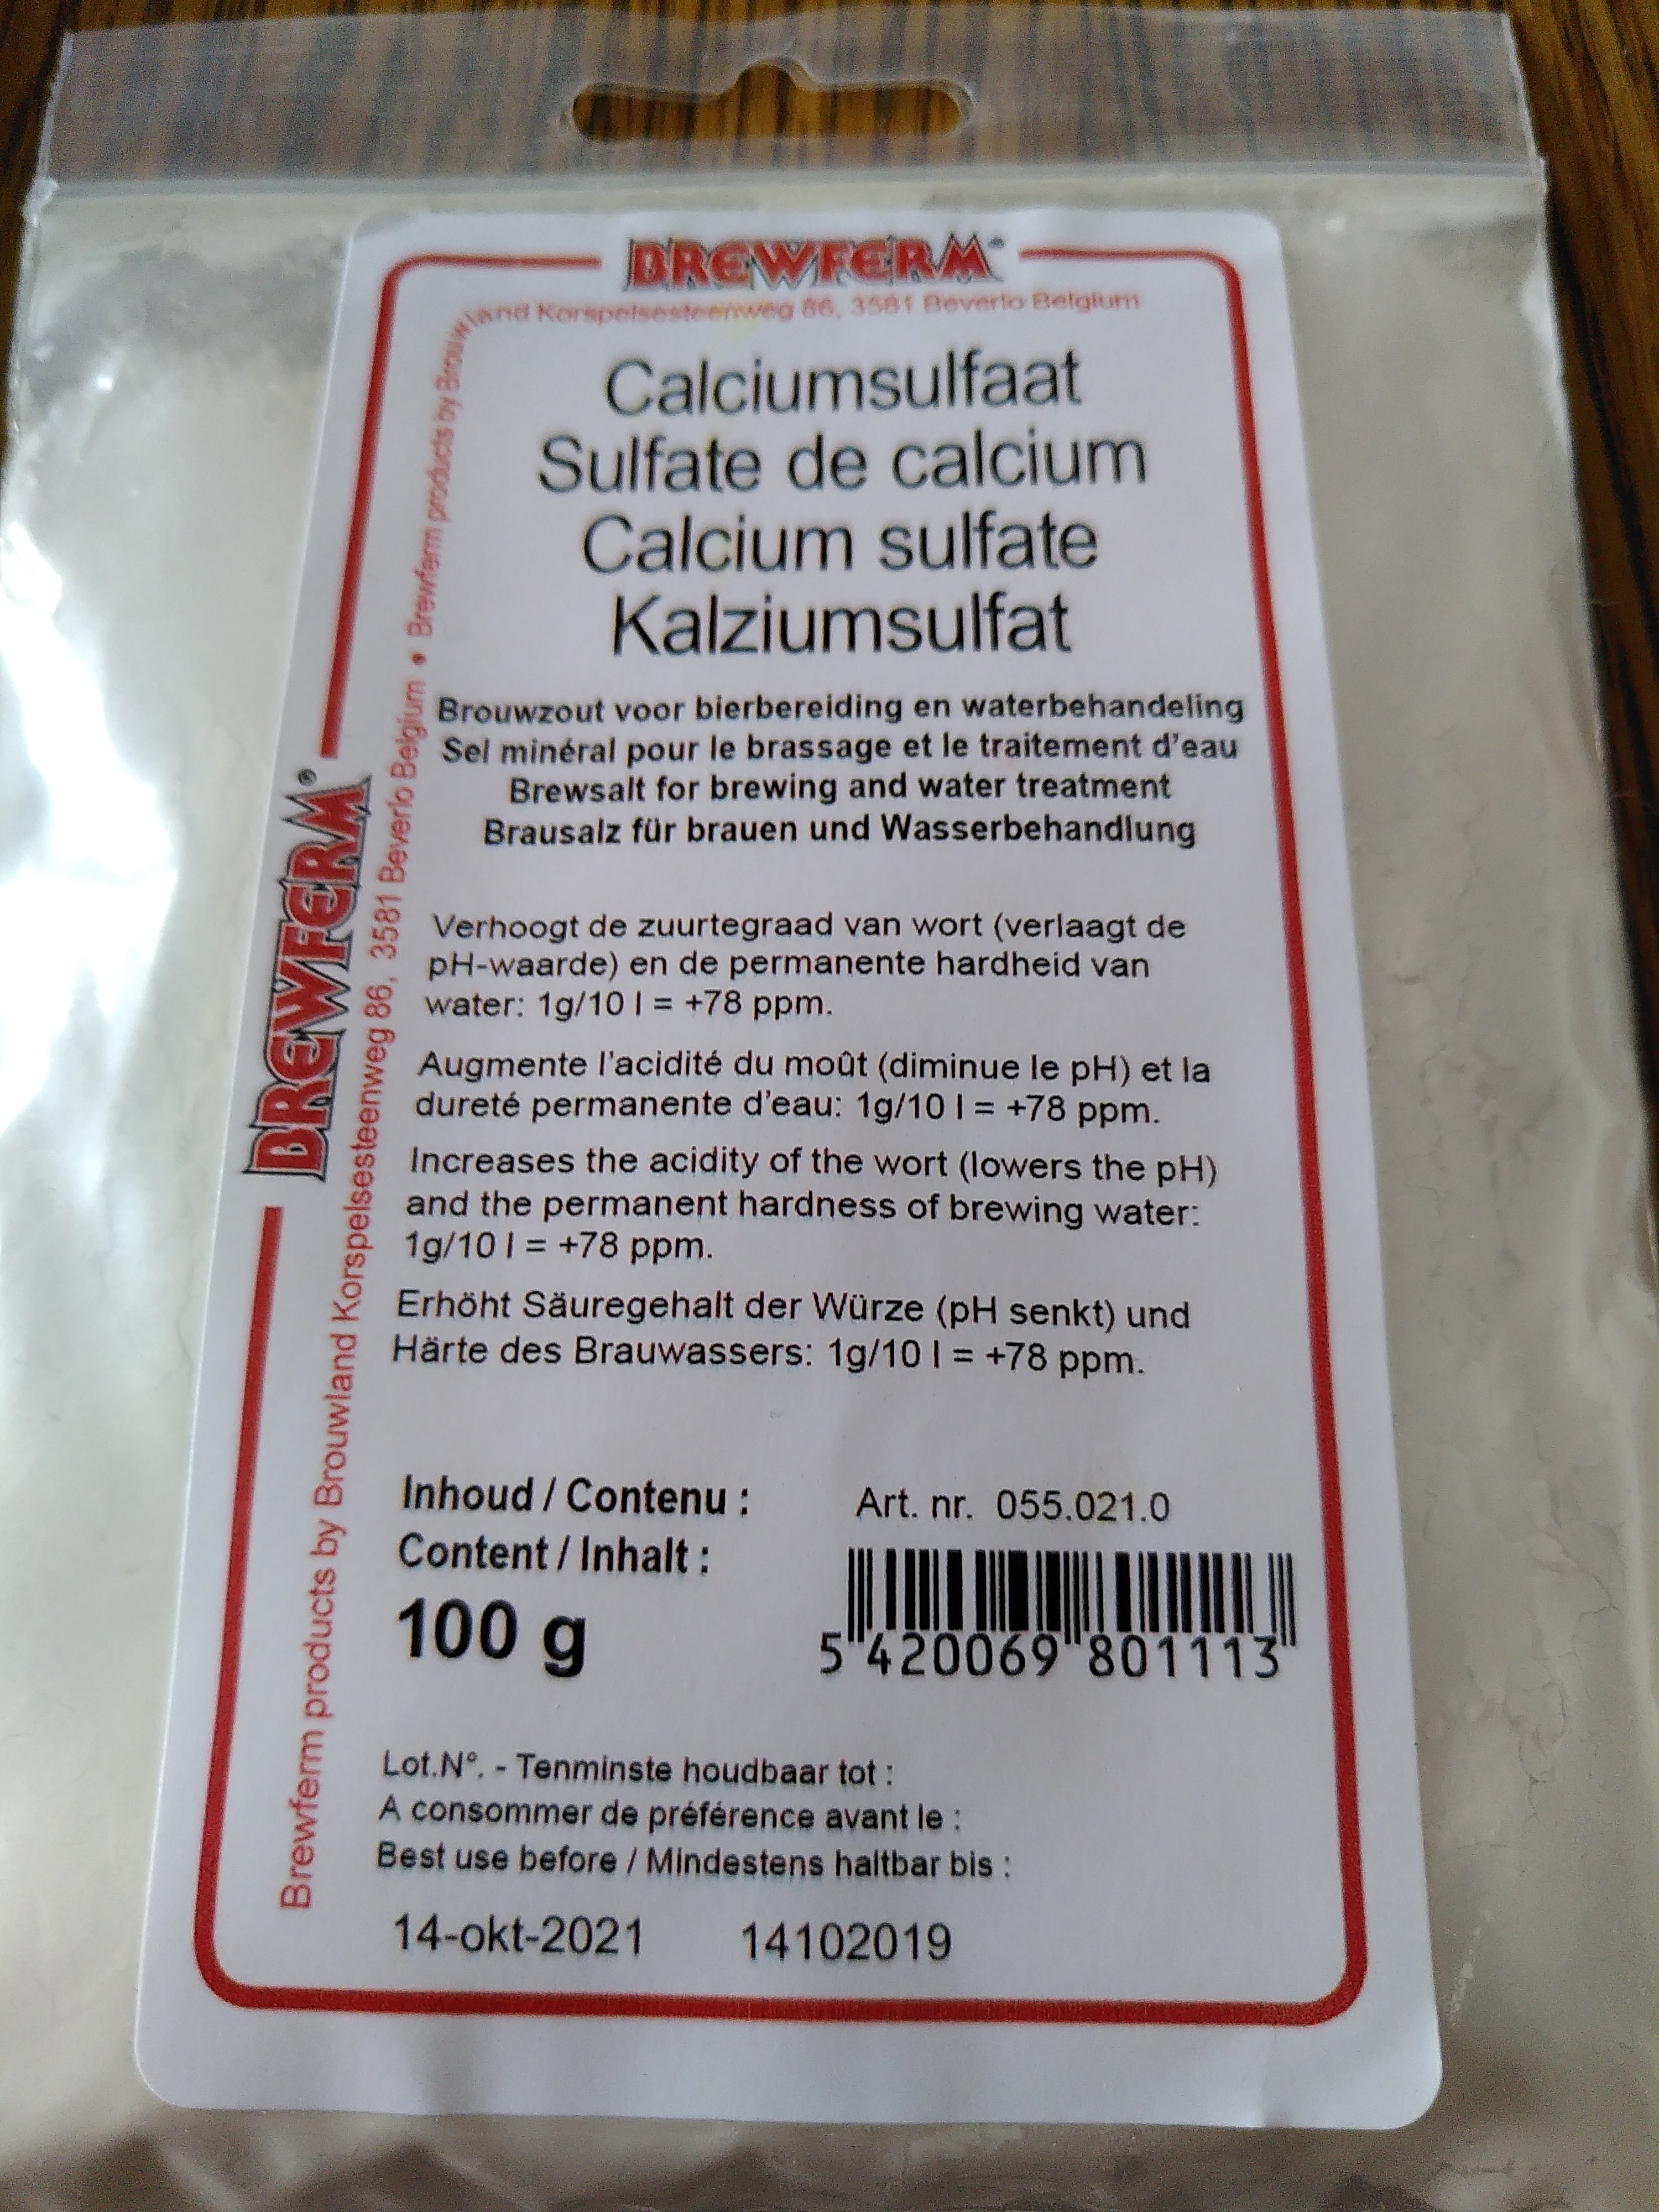 BREWFERM®
Brewferm products by Brouwland Korspelsesteenweg 86, 3581 Beverlo Belgium • Brewferm products by Brouwland Korspelsesteenweg 86, 3581 Beverlo Belgium
BREWFERM®
Calciumsulfaat
Sulfate de calcium
Calcium sulfate
Kalziumsulfat
Brouwzout voor bierbereiding en waterbehandeling
Sel minéral pour le brassage et le traitement d'eau
Brewsalt for brewing and water treatment
Brausalz für brauen und Wasserbehandlung
Verhoogt de zuurtegraad van wort (verlaagt de
pH-waarde) en de permanente hardheid van
water: 1g/10 l = +78 ppm.
Augmente l'acidité du moût (diminue le pH) et la
dureté permanente d'eau: 1g/10 l = +78 ppm.
Increases the acidity of the wort (lowers the pH)
and the permanent hardness of brewing water:
1g/10 l = +78 ppm.
Erhöht Säuregehalt der Würze (pH senkt) und
Härte des Brauwassers: 1g/10 l = +78 ppm.
Inhoud / Contenu :
Content / Inhalt :
100 g
Art. nr. 055.021.0
5 420069 801113
Lot.N°. - Tenminste houdbaar tot :
A consommer de préférence avant le :
Best use before / Mindestens haltbar bis :
14-okt-2021 14102019